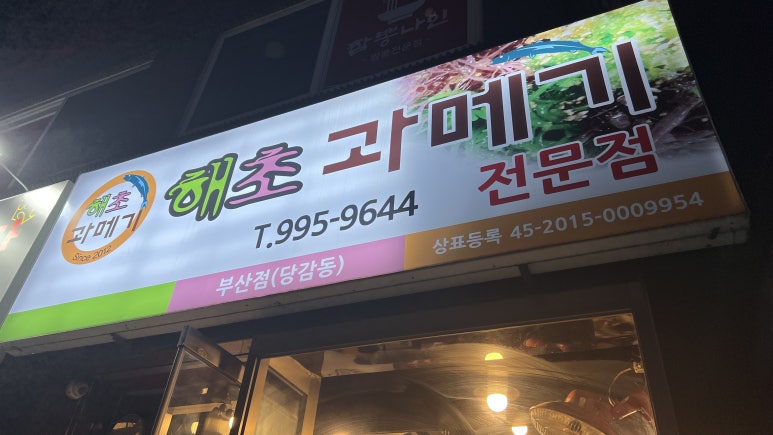 해초
과메기
Since 2012
해초 과메기
전문점
T.995-9644
부산점(당감동)
상표등록 45-2015-0009954